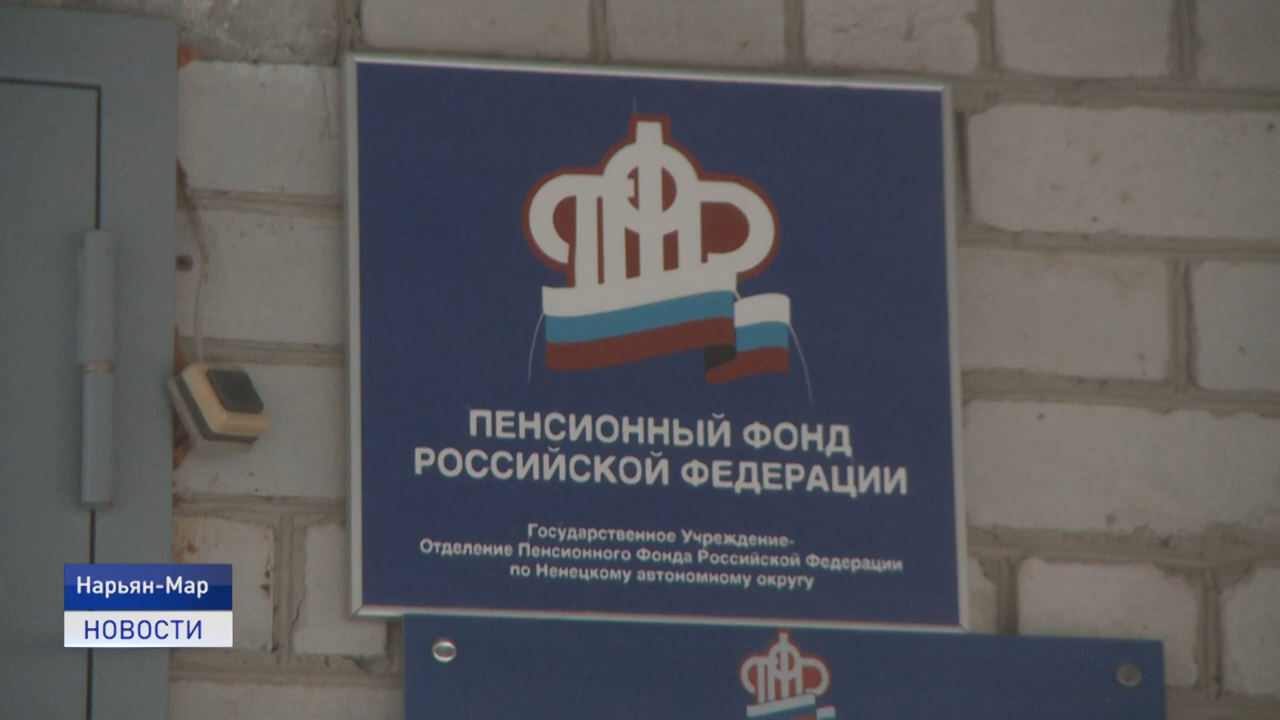 ПЕНСИОННЫЙ ФОНД
РОССИЙСКОЙ ФЕДЕРАЦИИ
Государственное Учреждение-
Отделение Пенсионного Фонда Российской Федерации
по Ненецкому автономному округу
Нарьян-Мар
НОВОСТИ